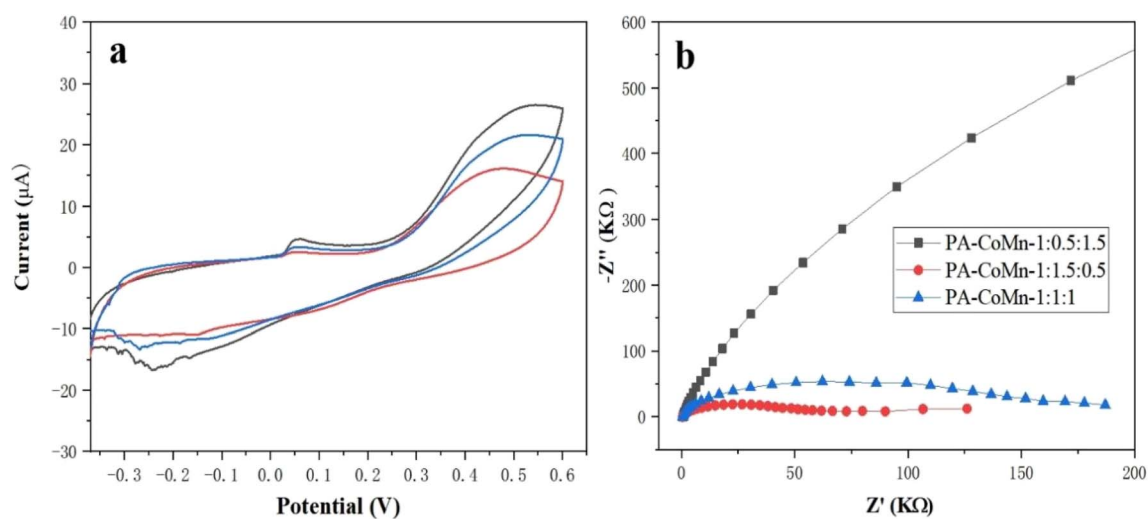 a
40
30
20
10
0
-10
-20
-30
Current (μA)
-0.3 -0.2 -0.1 0.0 0.1 0.2 0.3 0.4 0.5 0.6
Potential (V)
b
600
500
400
300
200
100
0
-Z'' (KΩ)
PA-CoMn-1:0.5:1.5
PA-CoMn-1:1.5:0.5
PA-CoMn-1:1:1
0 50 100 150 200
Z' (KΩ)